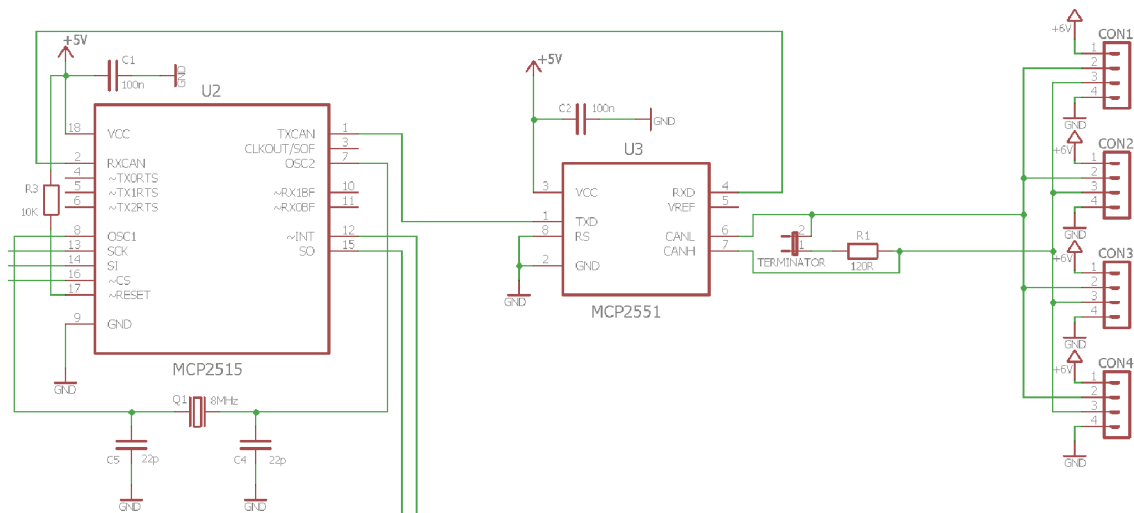 +5V
C1
100n
GND
U2
18
VCC
TXCAN
1
CLKOUT/SOF
3
2
RXCAN
OSC2
7
4
~TX0RTS
5
~TX1RTS
~RX1BF
10
6
~TX2RTS
~RX0BF
11
R3
10K
8
OSC1
~INT
12
13
SCK
SO
15
14
SI
16
~CS
17
~RESET
9
GND
MCP2515
GND
Q1
8MHz
C5
22p
C4
22p
GND
GND
+5V
C2
100n
GND
U3
3
VCC
RXD
4
VREF
5
1
TXD
8
RS
CANL
6
CANH
7
2
GND
GND
MCP2551
2
1
TERMINATOR
R1
120R
+6V
CON1
1
2
3
4
GND
+6V
CON2
1
2
3
4
GND
+6V
CON3
1
2
3
4
GND
+6V
CON4
1
2
3
4
GND